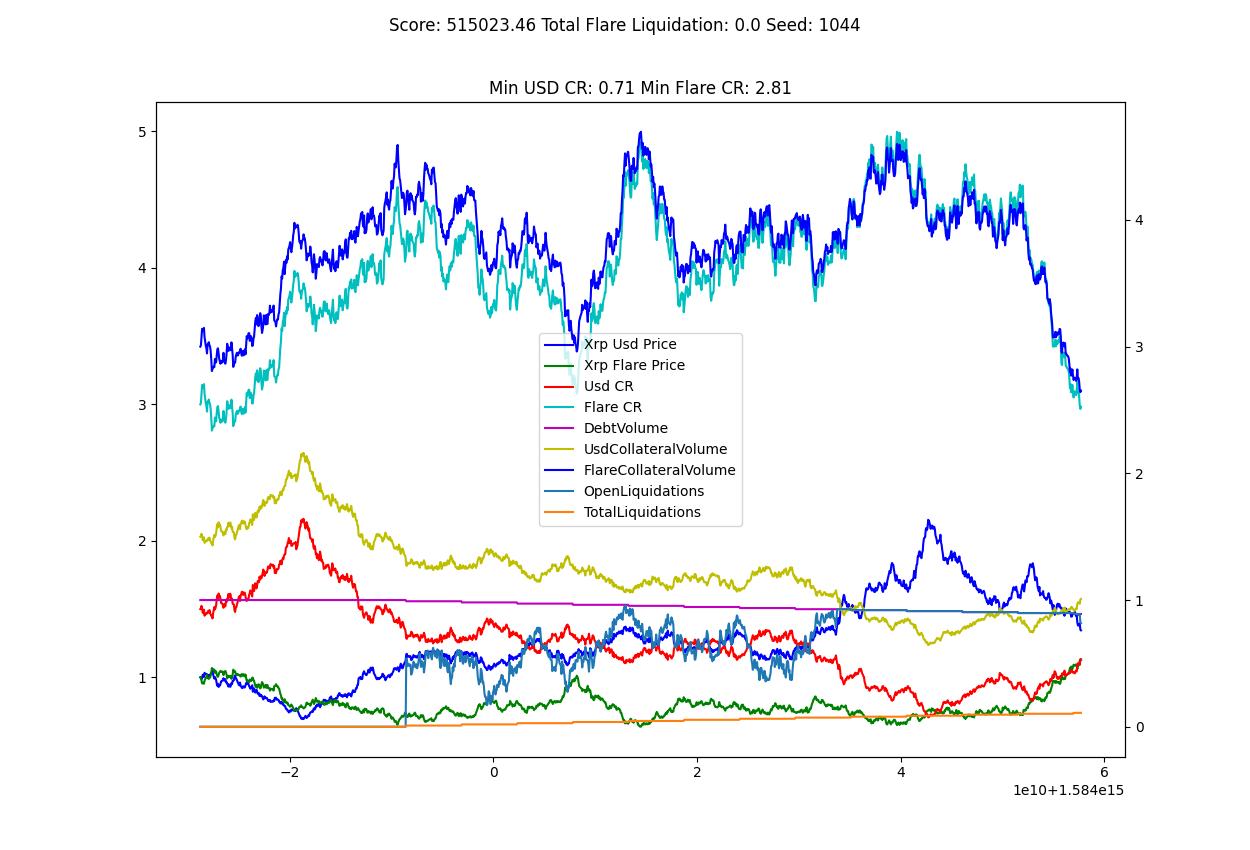 Score: 515023.46 Total Flare Liquidation: 0.0 Seed: 1044
Min USD CR: 0.71 Min Flare CR: 2.81
5
4
3
2
1
Xrp Usd Price
Xrp Flare Price
Usd CR
Flare CR
DebtVolume
UsdCollateralVolume
FlareCollateralVolume
OpenLiquidations
TotalLiquidations
4
3
2
1
0
−2 0 2 4 6
1e10+1.584e15